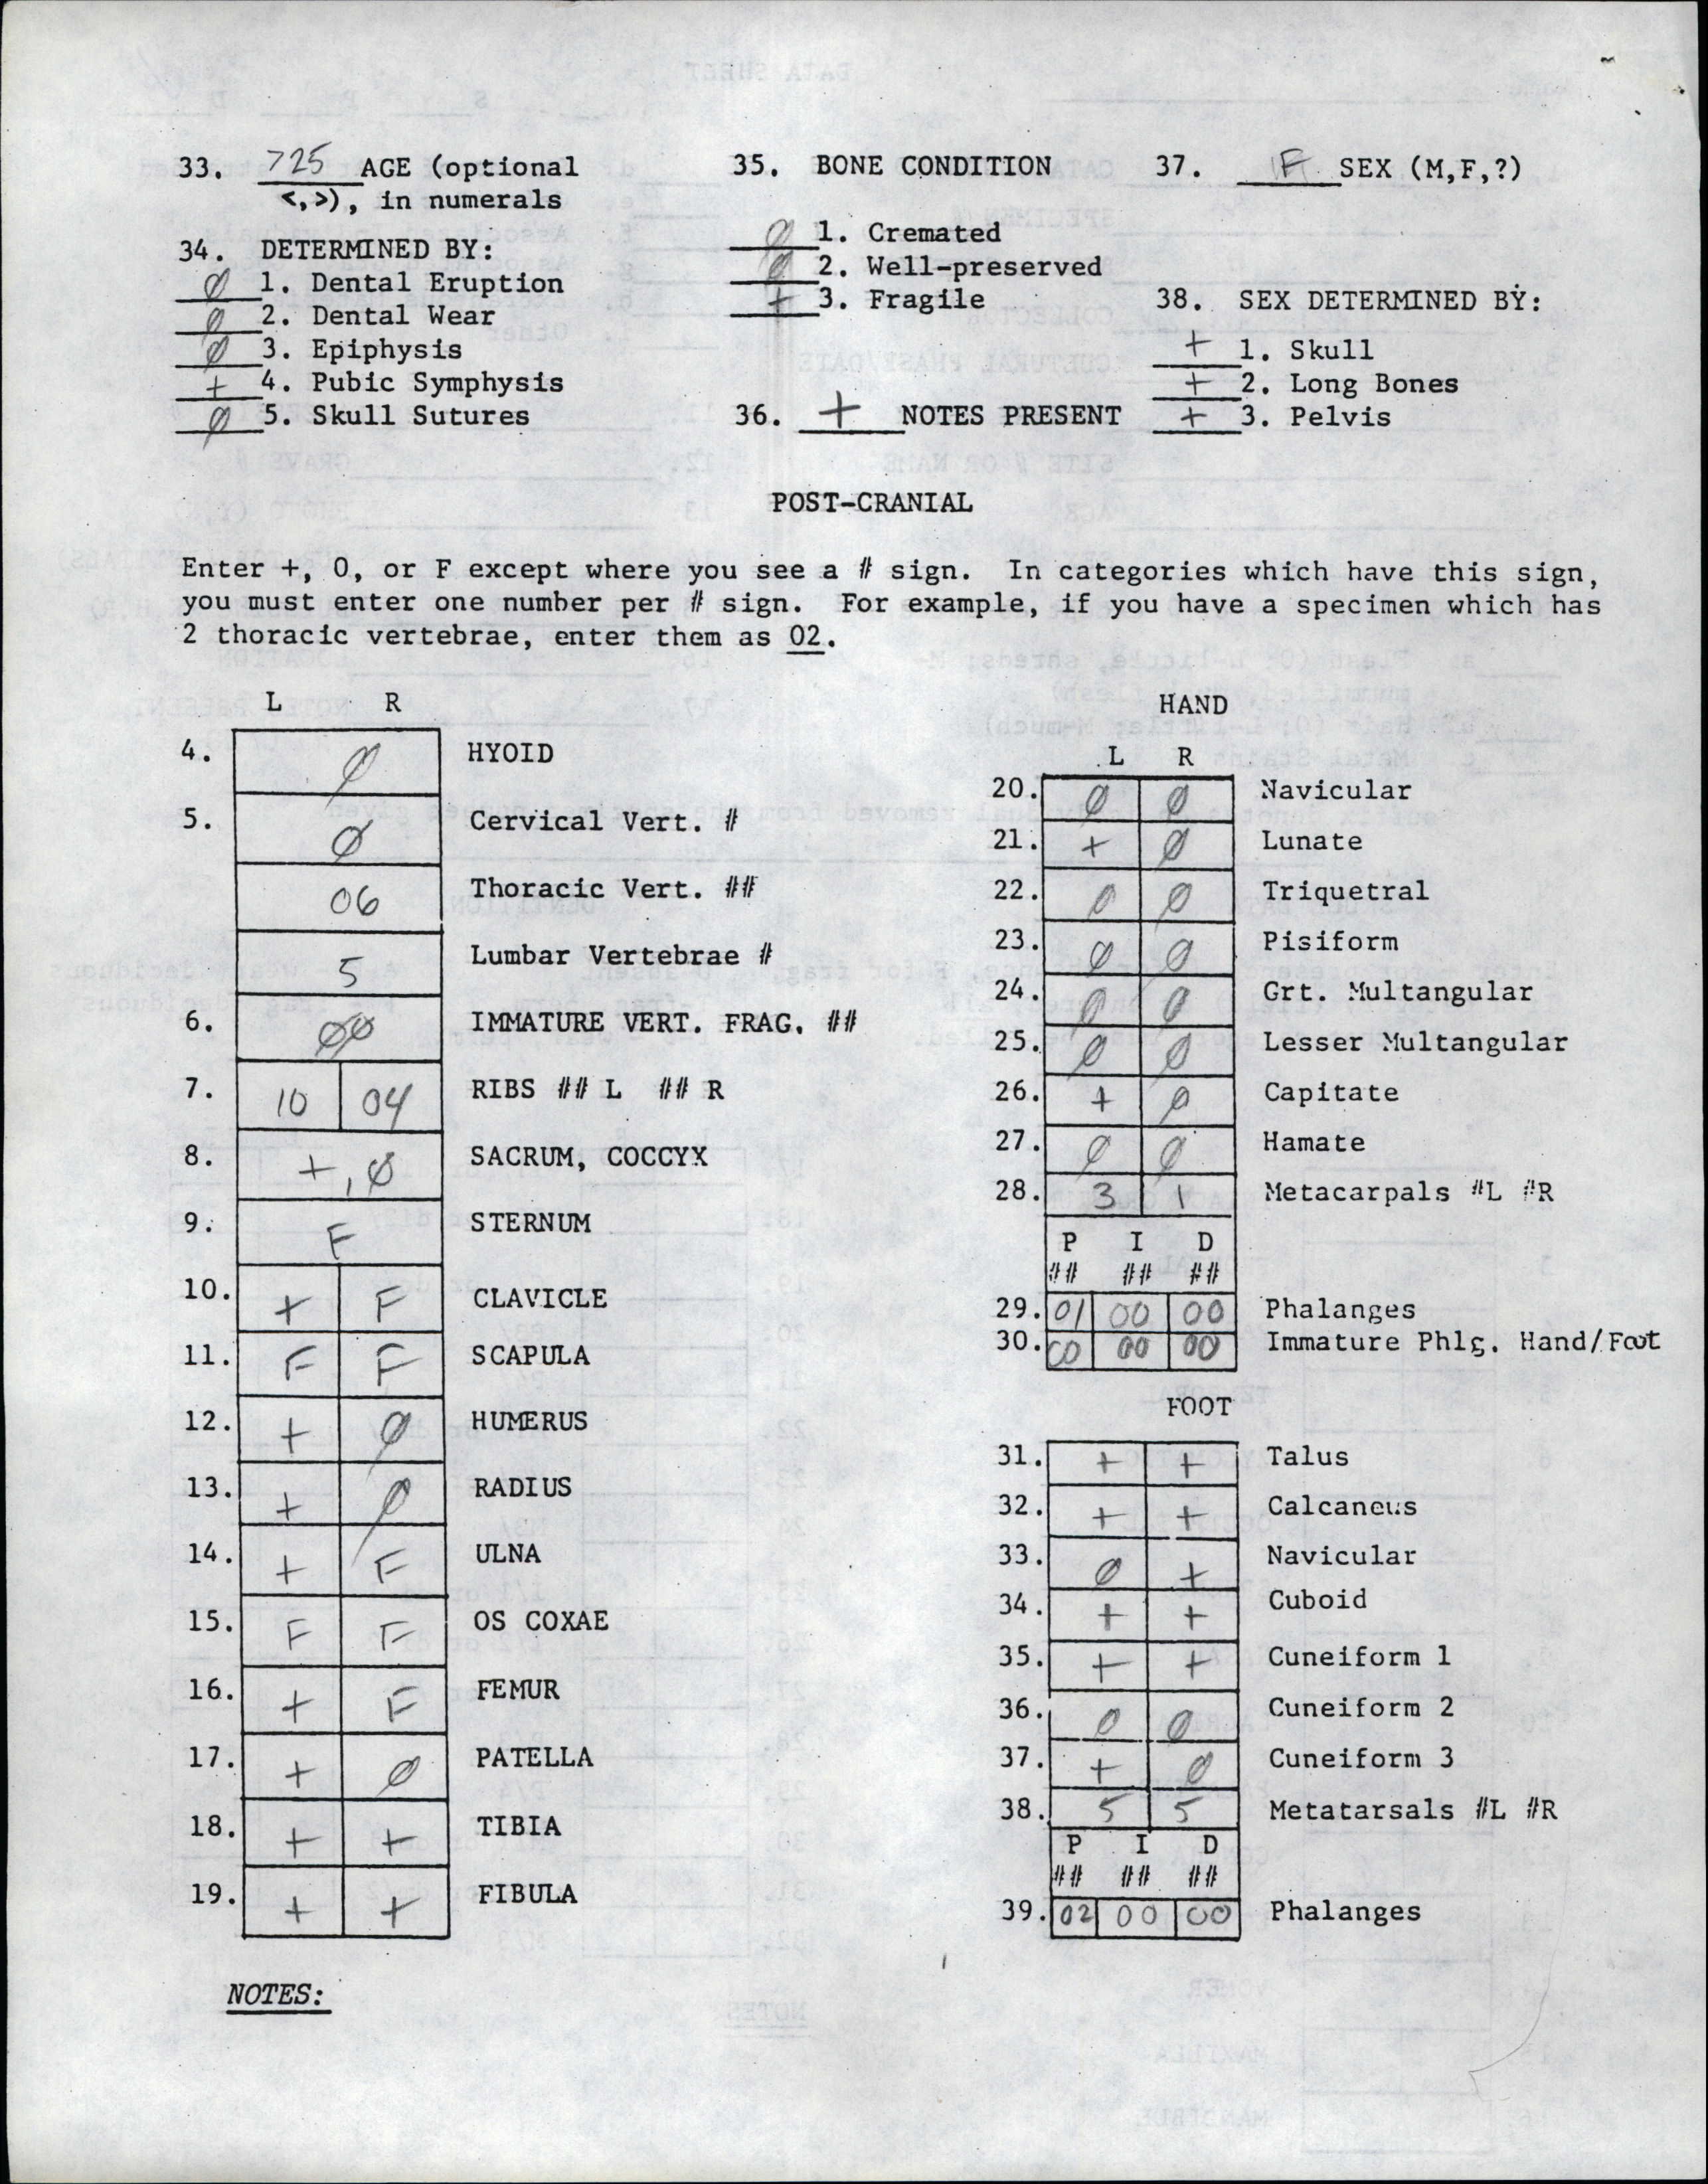 33. >25 AGE (optional
<,>), in numerals
34. DETERMINED BY:
Ø 1. Dental Eruption
Ø 2. Dental Wear
Ø 3. Epiphysis
+ 4. Pubic Symphysis
Ø 5. Skull Sutures
35. BONE CONDITION
Ø 1. Cremated
Ø 2. Well-preserved
+ 3. Fragile
36. + NOTES PRESENT
37. F SEX (M,F,?)
38. SEX DETERMINED BY:
+ 1. Skull
+ 2. Long Bones
+ 3. Pelvis
POST-CRANIAL
Enter +, 0, or F except where you see a # sign. In categories which have this sign,
you must enter one number per # sign. For example, if you have a specimen which has
2 thoracic vertebrae, enter them as 02.
L R
4. Ø HYOID
5. Ø Cervical Vert. #
06 Thoracic Vert. ##
5 Lumbar Vertebrae #
6. ØØ IMMATURE VERT. FRAG. ##
7. 10 04 RIBS ## L ## R
8. +, Ø SACRUM, COCCYX
9. F STERNUM
10. + F CLAVICLE
11. F F SCAPULA
12. + Ø HUMERUS
13. + Ø RADIUS
14. + F ULNA
15. F F OS COXAE
16. + F FEMUR
17. + Ø PATELLA
18. + + TIBIA
19. + + FIBULA
NOTES:
HAND
L R
20. Ø Ø Navicular
21. + Ø Lunate
22. Ø Ø Triquetral
23. Ø Ø Pisiform
24. Ø Ø Grt. Multangular
25. Ø Ø Lesser Multangular
26. + Ø Capitate
27. Ø Ø Hamate
28. 3 1 Metacarpals #L #R
P I D
## ## ##
29. 01 00 00 Phalanges
30. 00 00 00 Immature Phlg. Hand/Foot
FOOT
31. + + Talus
32. + + Calcaneus
33. Ø + Navicular
34. + + Cuboid
35. + + Cuneiform 1
36. Ø Ø Cuneiform 2
37. + Ø Cuneiform 3
38. 5 5 Metatarsals #L #R
P I D
## ## ##
39. 02 00 00 Phalanges